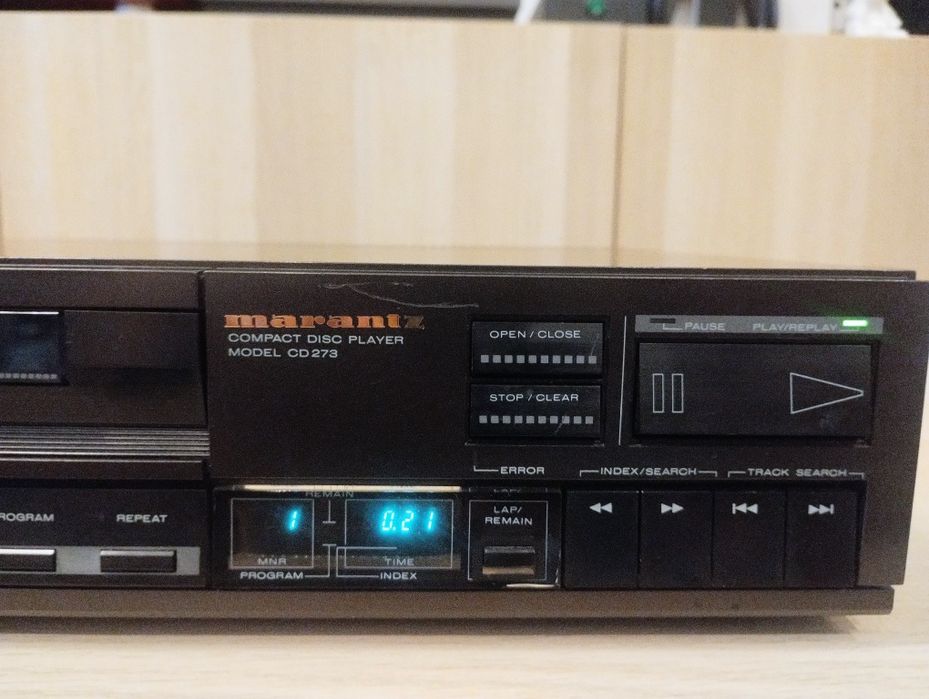 marantz
COMPACT DISC PLAYER
MODEL CD273
OPEN / CLOSE
STOP / CLEAR
PAUSE PLAY/REPLAY
ERROR
INDEX/SEARCH TRACK SEARCH
REPEAT
REMAIN
1 0.21
MNR TIME
PROGRAM INDEX
LAP/
REMAIN